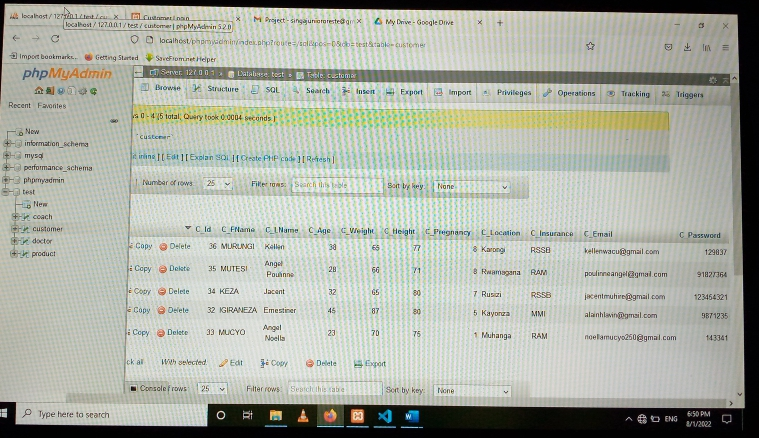 localhost / 127.0.0.1 / test / cu
Customer Login
Project - singajuniororeste@gm
My Drive - Google Drive
localhost / 127.0.0.1 / test / customer | phpMyAdmin 5.2.0
localhost/phpmyadmin/index.php?route=/sql&pos=0&db=test&table=customer
Import bookmarks...
Getting Started
SaveFrom.net Helper
phpMyAdmin
Server: 127.0.0.1 » Database: test » Table: customer
Browse Structure SQL Search Insert Export Import Privileges Operations Tracking Triggers
Recent Favorites
New
information_schema
mysql
performance_schema
phpmyadmin
test
New
coach
customer
doctor
product
0 - 4 (5 total, Query took 0.0004 seconds.)
`customer`
inline ] [ Edit ] [ Explain SQL ] [ Create PHP code ] [ Refresh ]
Number of rows: 25 Filter rows: Search this table Sort by key: None
C_Id C_FName C_LName C_Age C_Weight C_Height C_Pregnancy C_Location C_Insurance C_Email C_Password
Copy Delete 36 MURUNGI Kellen 38 65 77 8 Karongi RSSB kellenwacu@gmail.com 129837
Copy Delete 35 MUTESI Angel Poulinne 28 66 71 8 Rwamagana RAM poulinneangel@gmail.com 91827364
Copy Delete 34 KEZA Jacent 32 65 80 7 Rusizi RSSB jacentmuhire@gmail.com 123454321
Copy Delete 32 IGIRANEZA Ernestiner 45 87 80 5 Kayonza MMI alainhlavin@gmail.com 9871235
Copy Delete 33 MUCYO Angel Noella 23 70 75 1 Muhanga RAM noellamucyo250@gmail.com 143341
ck all With selected: Edit Copy Delete Export
Console rows: 25 Filter rows: Search this table Sort by key: None
Type here to search
ENG
6:50 PM
8/1/2022